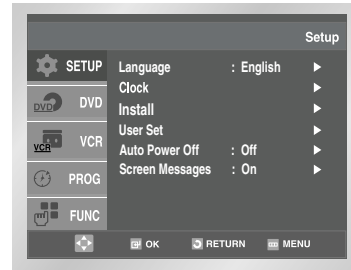 Setup
SETUP
Language : English
Clock
Install
User Set
Auto Power Off : Off
Screen Messages : On
DVD DVD
VCR VCR
PROG
FUNC
OK RETURN MENU